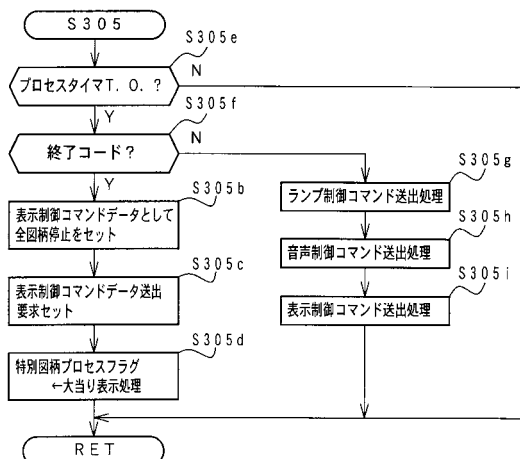 S305
S305e
プロセスタイマT.O.?
N
Y
S305f
終了コード?
N
Y
S305b
表示制御コマンドデータとして
全図柄停止をセット
S305c
表示制御コマンドデータ送出
要求セット
S305d
特別図柄プロセスフラグ
←大当り表示処理
S305g
ランプ制御コマンド送出処理
S305h
音声制御コマンド送出処理
S305i
表示制御コマンド送出処理
RET